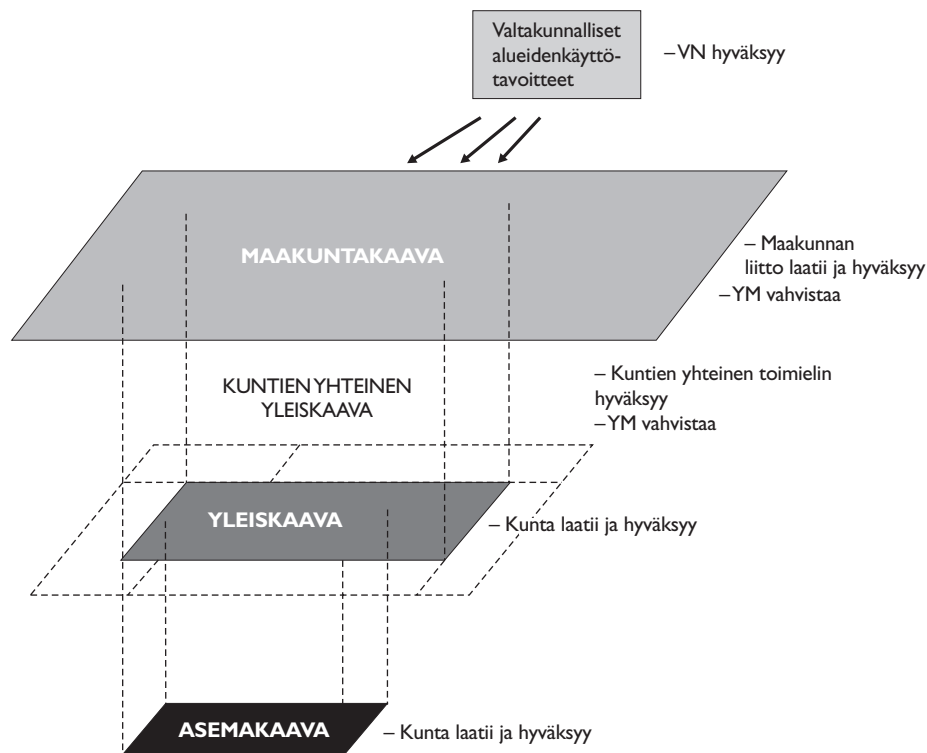 Valtakunnalliset
alueidenkäyttö-
tavoitteet
– VN hyväksyy
MAAKUNTAKAAVA
– Maakunnan
liitto laatii ja hyväksyy
– YM vahvistaa
KUNTIEN YHTEINEN
YLEISKAAVA
– Kuntien yhteinen toimielin
hyväksyy
– YM vahvistaa
YLEISKAAVA
– Kunta laatii ja hyväksyy
ASEMAKAAVA
– Kunta laatii ja hyväksyy